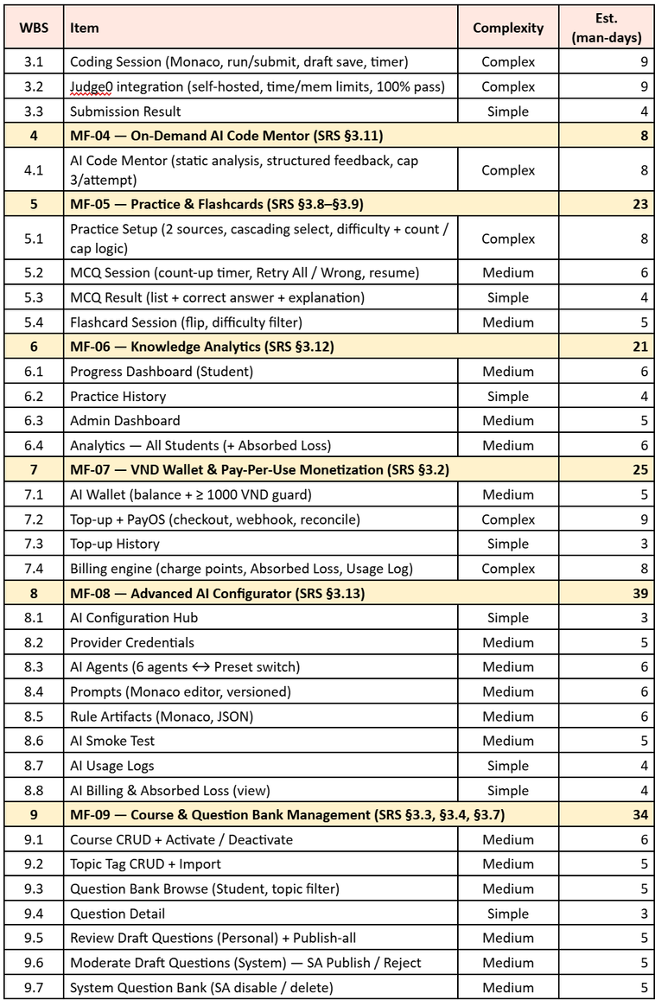 WBS Item Complexity Est. (man-days)
3.1 Coding Session (Monaco, run/submit, draft save, timer) Complex 9
3.2 Judge0 integration (self-hosted, time/mem limits, 100% pass) Complex 9
3.3 Submission Result Simple 4
4 MF-04 — On-Demand AI Code Mentor (SRS §3.11) 8
4.1 AI Code Mentor (static analysis, structured feedback, cap
3/attempt) Complex 8
5 MF-05 — Practice & Flashcards (SRS §3.8–§3.9) 23
5.1 Practice Setup (2 sources, cascading select, difficulty + count /
cap logic) Complex 8
5.2 MCQ Session (count-up timer, Retry All / Wrong, resume) Medium 6
5.3 MCQ Result (list + correct answer + explanation) Simple 4
5.4 Flashcard Session (flip, difficulty filter) Medium 5
6 MF-06 — Knowledge Analytics (SRS §3.12) 21
6.1 Progress Dashboard (Student) Medium 6
6.2 Practice History Simple 4
6.3 Admin Dashboard Medium 5
6.4 Analytics — All Students (+ Absorbed Loss) Medium 6
7 MF-07 — VND Wallet & Pay-Per-Use Monetization (SRS §3.2) 25
7.1 AI Wallet (balance + ≥ 1000 VND guard) Medium 5
7.2 Top-up + PayOS (checkout, webhook, reconcile) Complex 9
7.3 Top-up History Simple 3
7.4 Billing engine (charge points, Absorbed Loss, Usage Log) Complex 8
8 MF-08 — Advanced AI Configurator (SRS §3.13) 39
8.1 AI Configuration Hub Simple 3
8.2 Provider Credentials Medium 5
8.3 AI Agents (6 agents ↔ Preset switch) Medium 6
8.4 Prompts (Monaco editor, versioned) Medium 6
8.5 Rule Artifacts (Monaco, JSON) Medium 6
8.6 AI Smoke Test Medium 5
8.7 AI Usage Logs Simple 4
8.8 AI Billing & Absorbed Loss (view) Simple 4
9 MF-09 — Course & Question Bank Management (SRS §3.3, §3.4, §3.7) 34
9.1 Course CRUD + Activate / Deactivate Medium 6
9.2 Topic Tag CRUD + Import Medium 5
9.3 Question Bank Browse (Student, topic filter) Medium 5
9.4 Question Detail Simple 3
9.5 Review Draft Questions (Personal) + Publish-all Medium 5
9.6 Moderate Draft Questions (System) — SA Publish / Reject Medium 5
9.7 System Question Bank (SA disable / delete) Medium 5